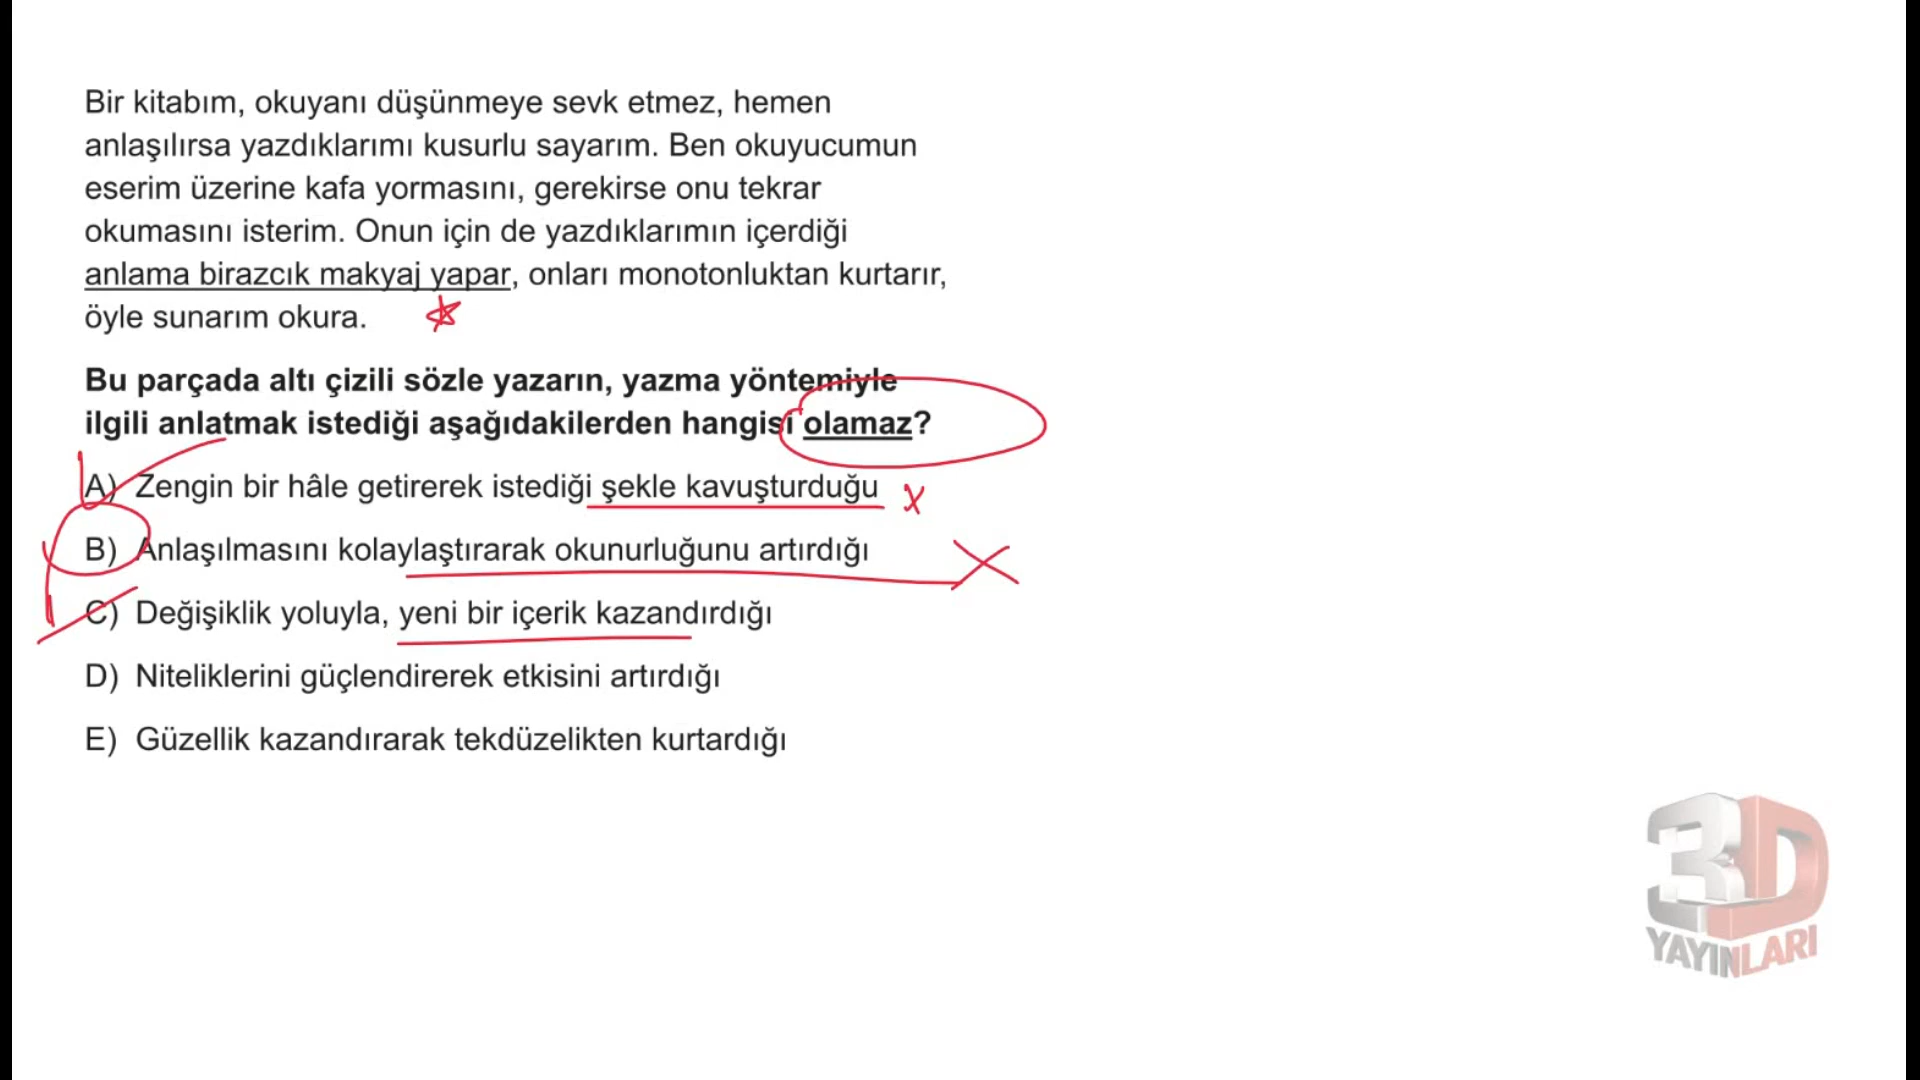 Bir kitabım, okuyanı düşünmeye sevk etmez, hemen
anlaşılırsa yazdıklarımı kusurlu sayarım. Ben okuyucumun
eserim üzerine kafa yormasını, gerekirse onu tekrar
okumasını isterim. Onun için de yazdıklarımın içerdiği
anlama birazcık makyaj yapar, onları monotonluktan kurtarır,
öyle sunarım okura.
Bu parçada altı çizili sözle yazarın, yazma yöntemiyle
ilgili anlatmak istediği aşağıdakilerden hangisi olamaz?
A) Zengin bir hâle getirerek istediği şekle kavuşturduğu
B) Anlaşılmasını kolaylaştırarak okunurluğunu artırdığı
C) Değişiklik yoluyla, yeni bir içerik kazandırdığı
D) Niteliklerini güçlendirerek etkisini artırdığı
E) Güzellik kazandırarak tekdüzelikten kurtardığı
3D
YAYINLARI